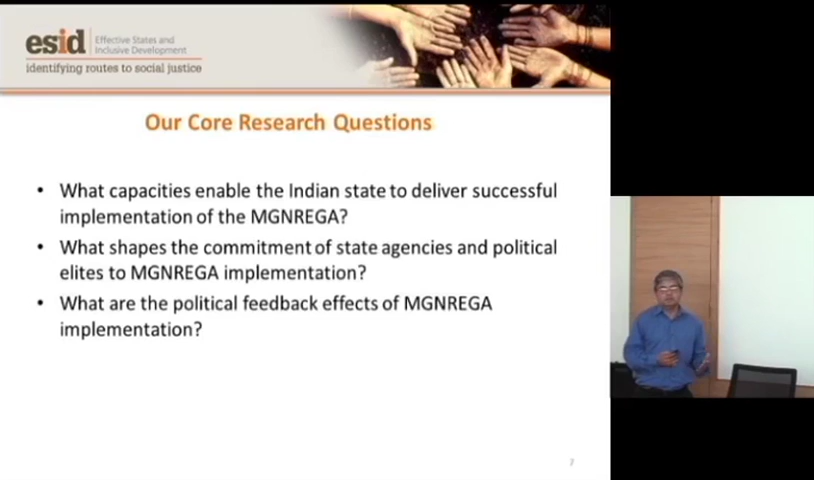 esid
Effective States and
Inclusive Development
identifying routes to social justice
Our Core Research Questions
• What capacities enable the Indian state to deliver successful
implementation of the MGNREGA?
• What shapes the commitment of state agencies and political
elites to MGNREGA implementation?
• What are the political feedback effects of MGNREGA
implementation?
7